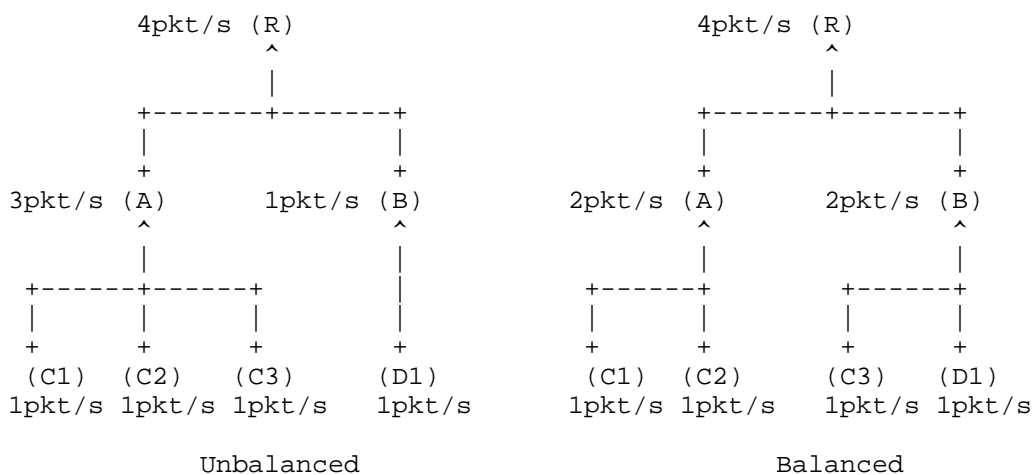 4pkt/s (R) 4pkt/s (R)
3pkt/s (A) 1pkt/s (B) 2pkt/s (A) 2pkt/s (B)
(C1) (C2) (C3) (D1) (C1) (C2) (C3) (D1)
1pkt/s 1pkt/s 1pkt/s 1pkt/s 1pkt/s 1pkt/s 1pkt/s 1pkt/s
Unbalanced Balanced